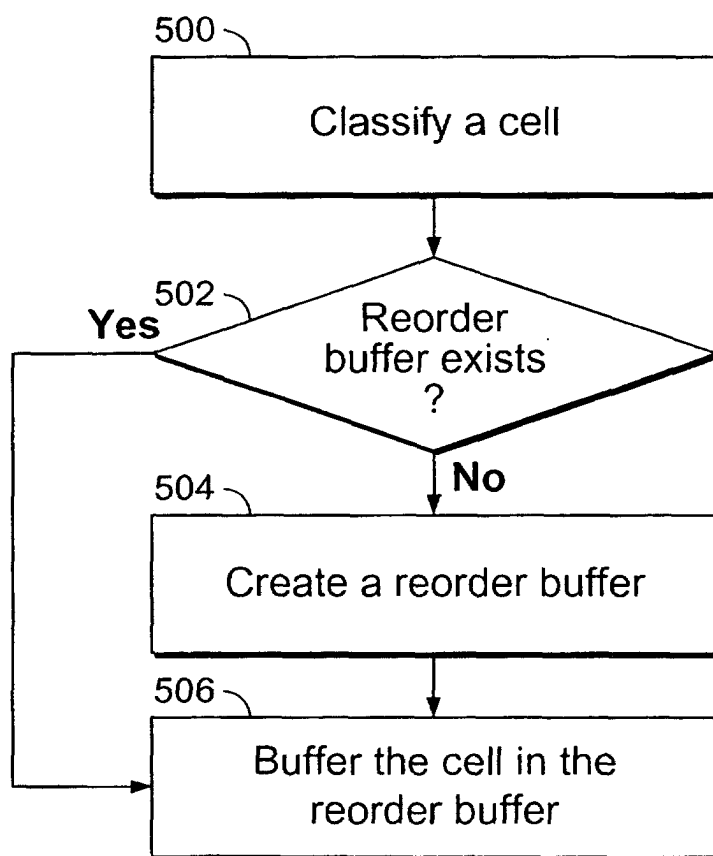 500
Classify a cell
502
Yes
Reorder
buffer exists
?
No
504
Create a reorder buffer
506
Buffer the cell in the
reorder buffer